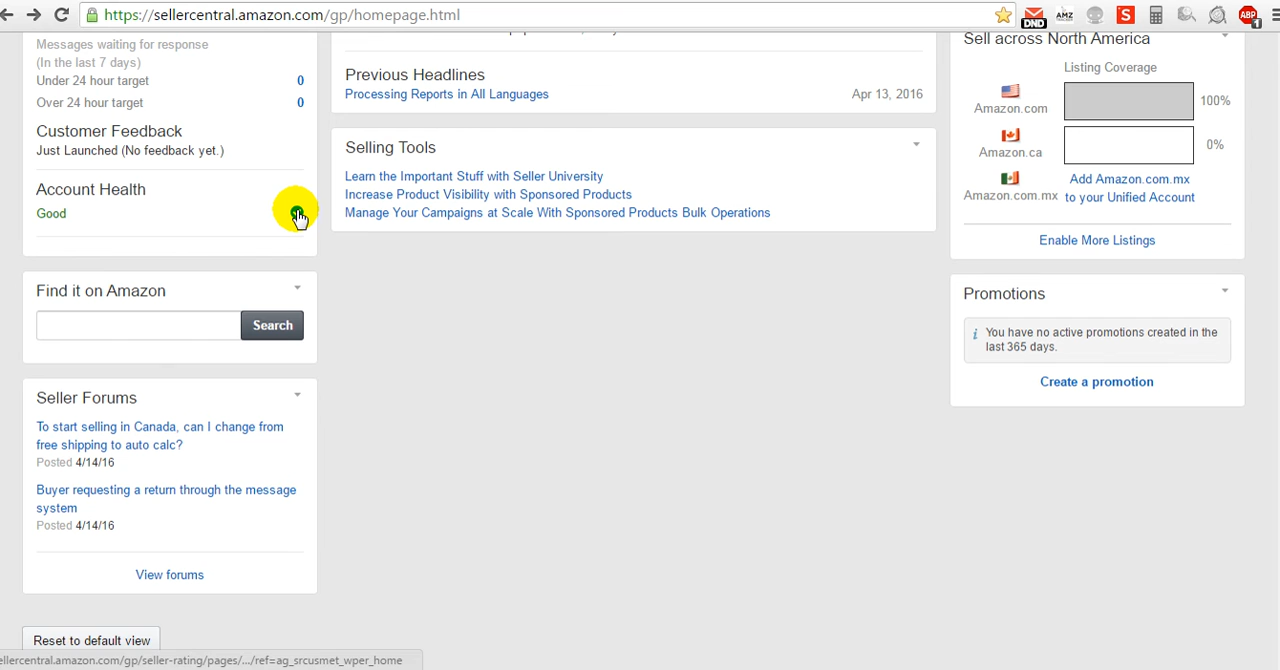 https://sellercentral.amazon.com/gp/homepage.html
DND
AMZ
S
ABP
1
Messages waiting for response
(In the last 7 days)
Under 24 hour target 0
Over 24 hour target 0
Customer Feedback
Just Launched (No feedback yet.)
Account Health
Good
Find it on Amazon
Search
Seller Forums
To start selling in Canada, can I change from
free shipping to auto calc?
Posted 4/14/16
Buyer requesting a return through the message
system
Posted 4/14/16
View forums
Reset to default view
ellercentral.amazon.com/gp/seller-rating/pages/.../ref=ag_srcusmet_wper_home
Previous Headlines
Processing Reports in All Languages Apr 13, 2016
Selling Tools
Learn the Important Stuff with Seller University
Increase Product Visibility with Sponsored Products
Manage Your Campaigns at Scale With Sponsored Products Bulk Operations
Sell across North America
Listing Coverage
Amazon.com 100%
Amazon.ca 0%
Amazon.com.mx
Add Amazon.com.mx
to your Unified Account
Enable More Listings
Promotions
i You have no active promotions created in the
last 365 days.
Create a promotion